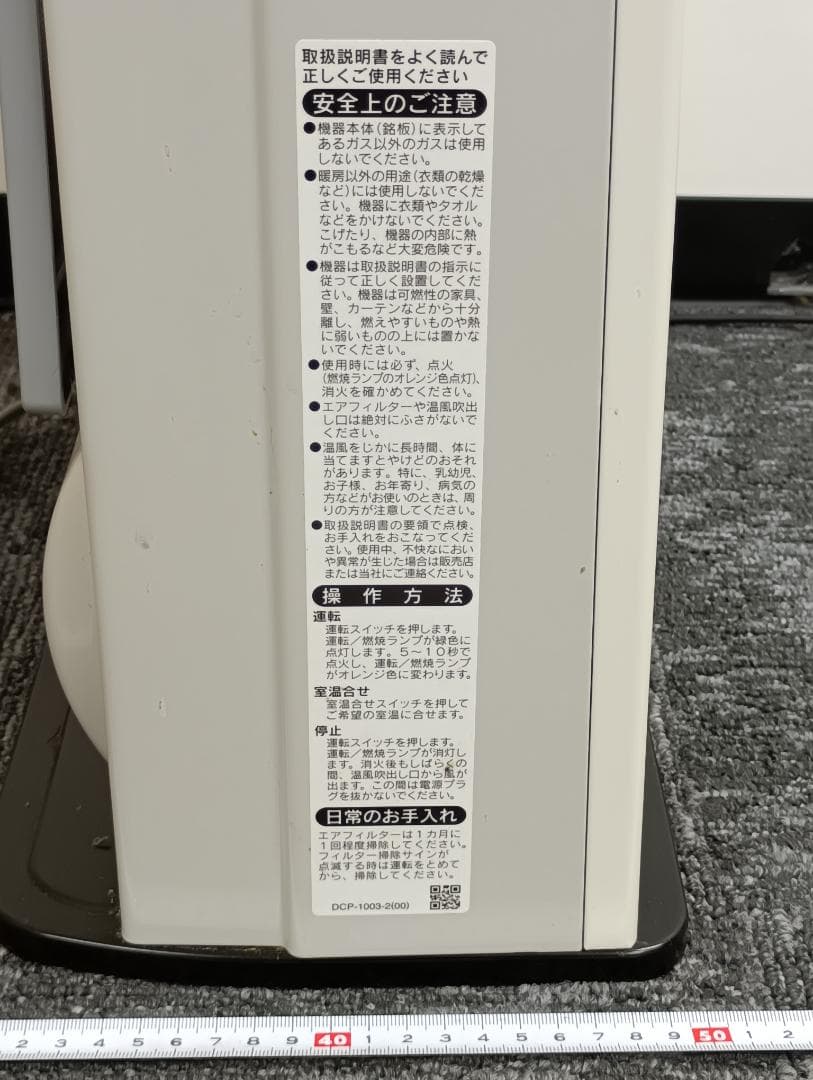 取扱説明書をよく読んで
正しくご使用ください
安全上のご注意
●機器本体(銘板)に表示して
あるガス以外のガスは使用
しないでください。
●暖房以外の用途(衣類の乾燥
など)には使用しないでくだ
さい。機器に衣類やタオル
などをかけないでください。
こげたり、機器の内部に熱
がこもるなど大変危険です。
●機器は取扱説明書の指示に
従って正しく設置してくだ
さい。機器は可燃性の家具、
壁、カーテンなどから十分
離し、燃えやすいものや熱
に弱いものの上には置かな
いでください。
●使用時には必ず、点火
(燃焼ランプのオレンジ色点灯)、
消火を確かめてください。
●エアフィルターや温風吹出
し口は絶対にふさがないで
ください。
●温風をじかに長時間、体に
当てますとやけどのおそれ
があります。特に、乳幼児、
お子様、お年寄り、病気の
方などがお使いのときは、周
りの方が注意してください。
●取扱説明書の要領で点検、
お手入れをおこなってくだ
さい。使用中、不快なにおい
や異常が生じた場合は販売店
または当社にご連絡ください。
操作方法
運転
運転スイッチを押します。
運転/燃焼ランプが緑色に
点灯します。5〜10秒で
点火し、運転/燃焼ランプ
がオレンジ色に変わります。
室温合せ
室温合せスイッチを押して
ご希望の室温に合せます。
停止
運転スイッチを押します。
運転/燃焼ランプが消灯し
ます。消火後もしばらくの
間、温風吹出し口から風が
出ます。この間は電源プラ
グを抜かないでください。
日常のお手入れ
エアフィルターは1カ月に
1回程度掃除してください。
フィルター掃除サインが
点滅する時は運転をとめて
から、掃除してください。
DCP-1003-2(00)
2 3 4 5 6 7 8 9 40 1 2 3 4 5 6 7 8 9 50 1 2